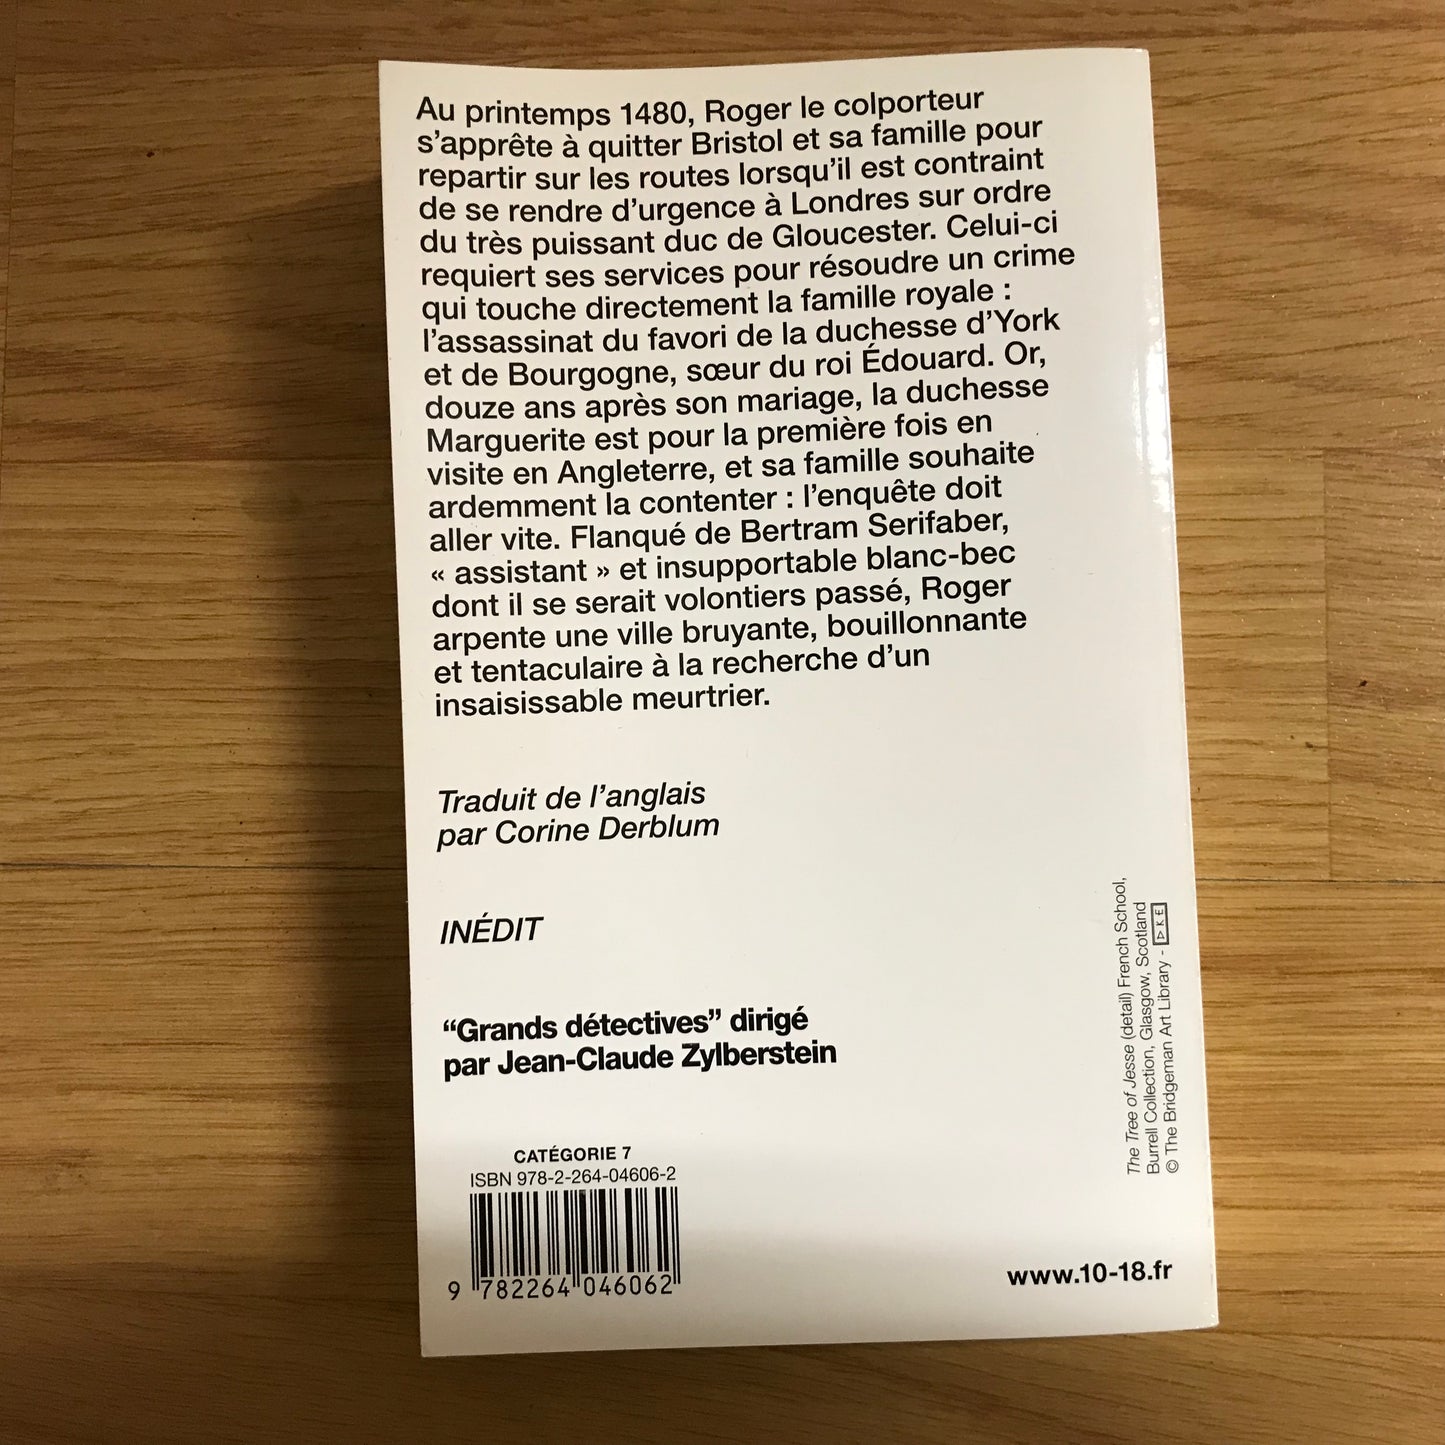 Au printemps 1480, Roger le colporteur
s'apprête à quitter Bristol et sa famille pour
repartir sur les routes lorsqu'il est contraint
de se rendre d'urgence à Londres sur ordre
du très puissant duc de Gloucester. Celui-ci
requiert ses services pour résoudre un crime
qui touche directement la famille royale :
l'assassinat du favori de la duchesse d'York
et de Bourgogne, sœur du roi Édouard. Or,
douze ans après son mariage, la duchesse
Marguerite est pour la première fois en
visite en Angleterre, et sa famille souhaite
ardemment la contenter : l'enquête doit
aller vite. Flanqué de Bertram Serifaber,
« assistant » et insupportable blanc-bec
dont il se serait volontiers passé, Roger
arpente une ville bruyante, bouillonnante
et tentaculaire à la recherche d'un
insaisissable meurtrier.
Traduit de l'anglais
par Corine Derblum
INÉDIT
“Grands détectives” dirigé
par Jean-Claude Zylberstein
CATÉGORIE 7
ISBN 978-2-264-04606-2
9 782264 046062
The Tree of Jesse (detail) French School,
Burrell Collection, Glasgow, Scotland
© The Bridgeman Art Library - DKE
www.10-18.fr